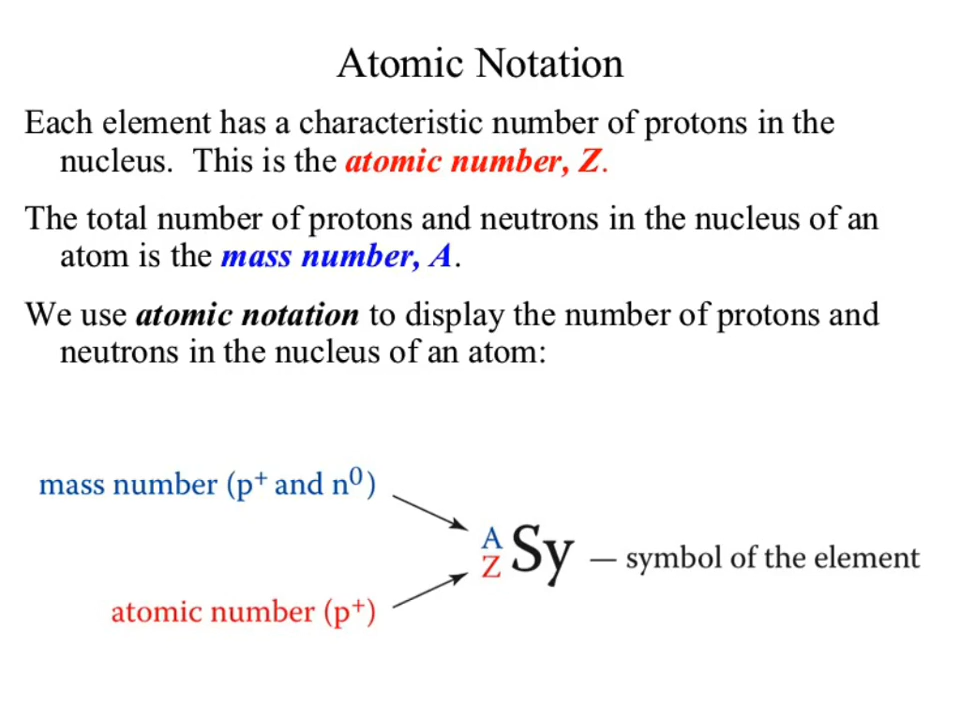 Atomic Notation
Each element has a characteristic number of protons in the
nucleus.  This is the atomic number, Z.
The total number of protons and neutrons in the nucleus of an
atom is the mass number, A.
We use atomic notation to display the number of protons and
neutrons in the nucleus of an atom:
mass number (p⁺ and n⁰)
A
Z Sy — symbol of the element
atomic number (p⁺)